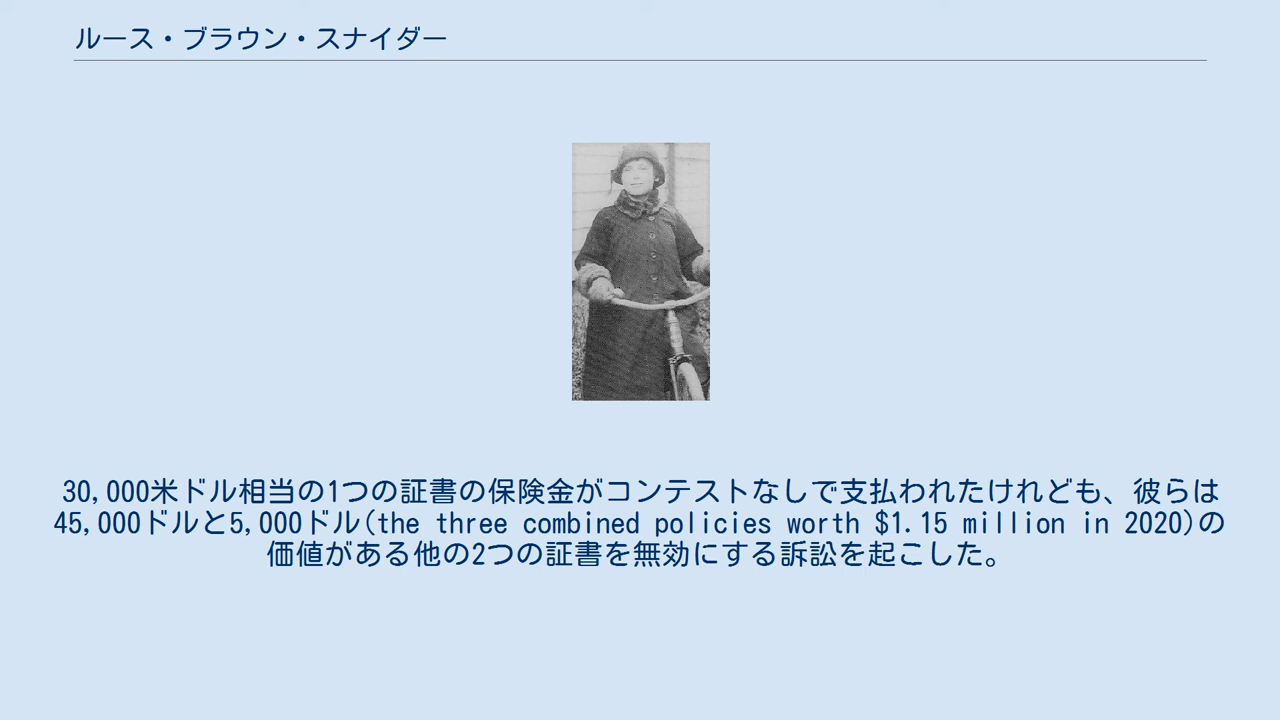 ルース・ブラウン・スナイダー
30,000米ドル相当の1つの証書の保険金がコンテストなしで支払われたけれども、彼らは
45,000ドルと5,000ドル(the three combined policies worth $1.15 million in 2020)の
価値がある他の2つの証書を無効にする訴訟を起こした。